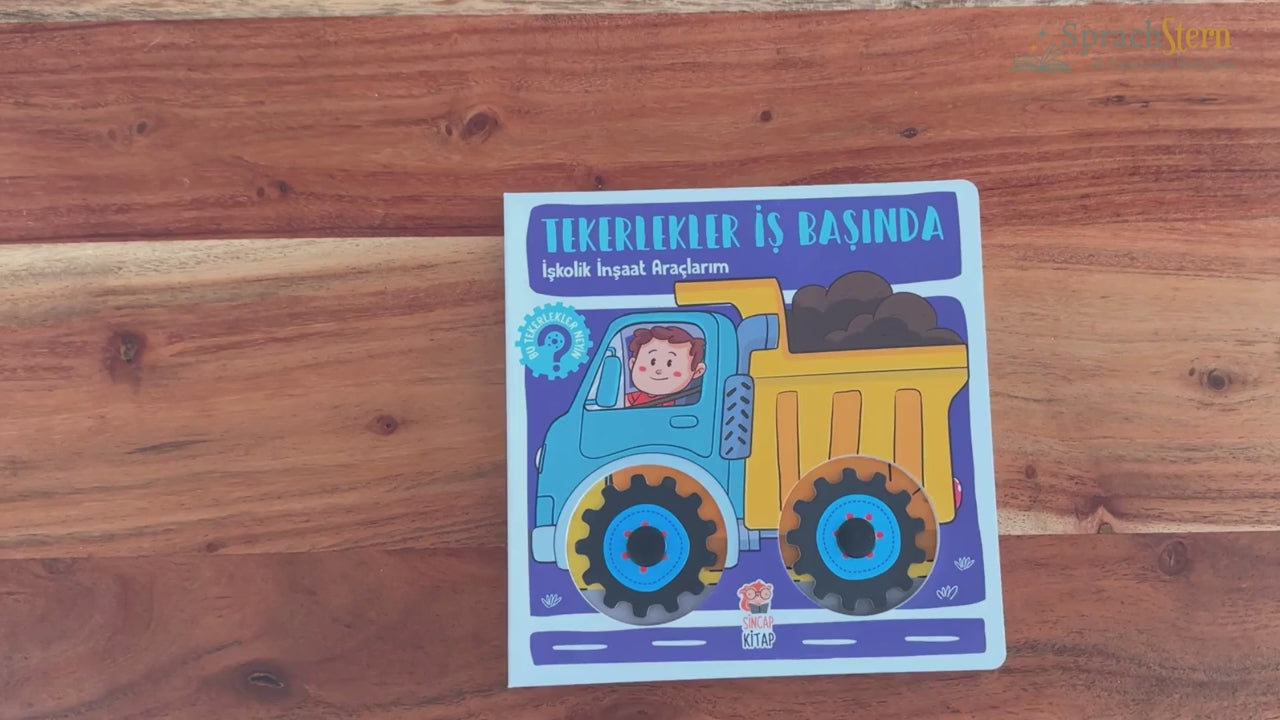 SprachStern
TEKERLEKLER İŞ BAŞINDA
İşkolik İnşaat Araçlarım
BU TEKERLEKLER NEYİN
?
SİNCAP
KİTAP